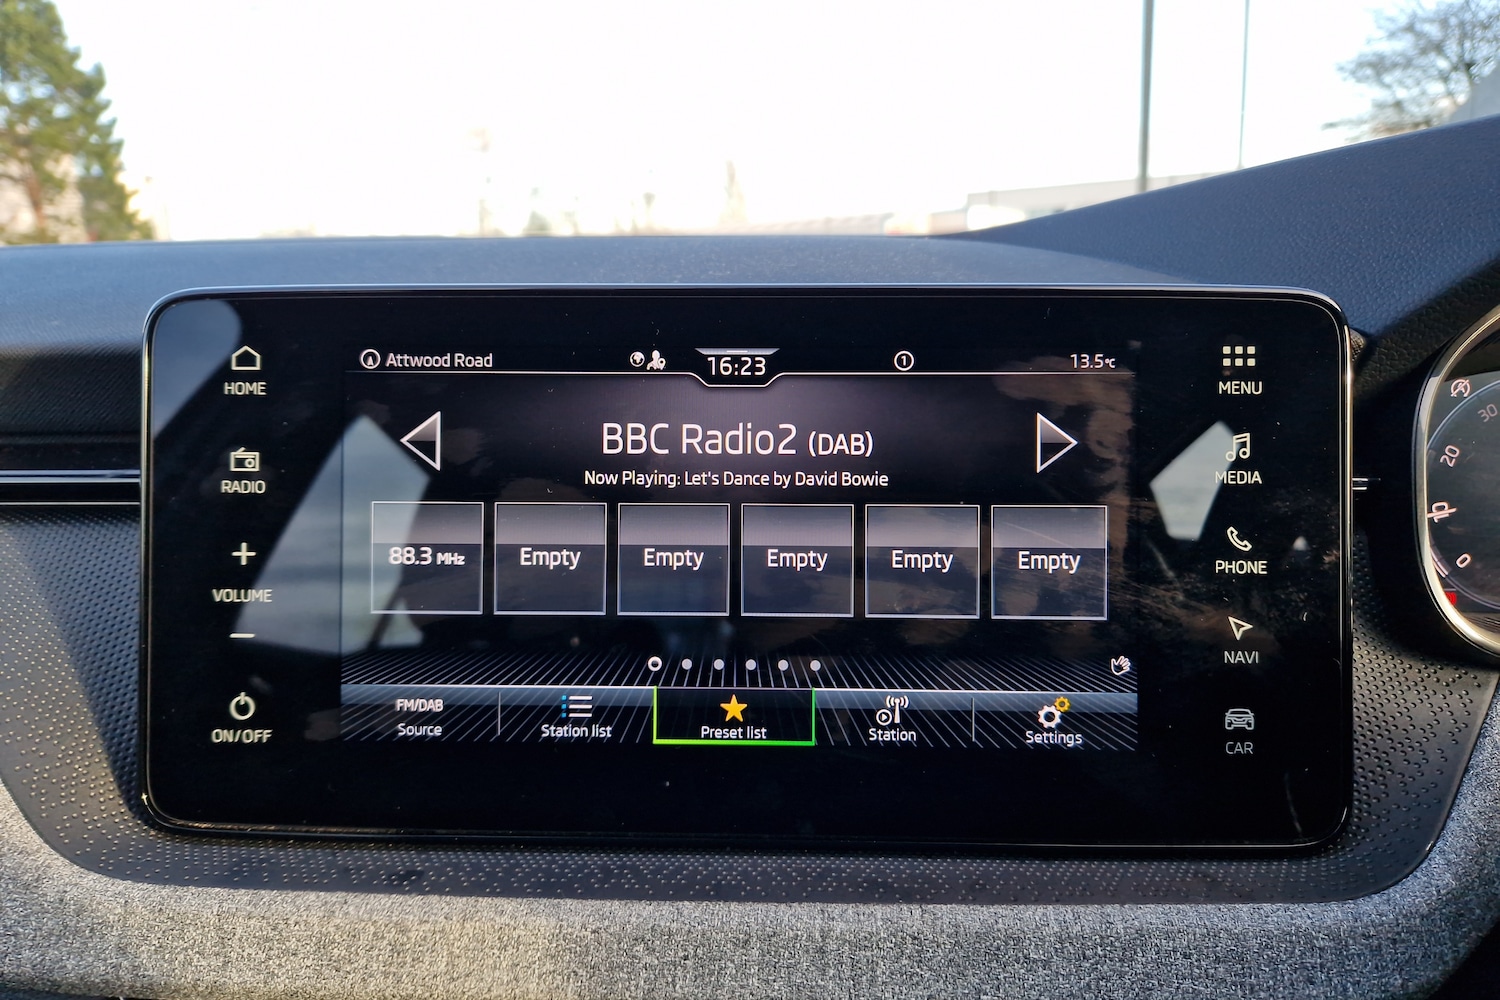 Attwood Road
16:23
1
13.5°C
HOME
RADIO
VOLUME
ON/OFF
BBC Radio2 (DAB)
Now Playing: Let's Dance by David Bowie
88.3 MHz
Empty
Empty
Empty
Empty
Empty
FM/DAB
Source
Station list
Preset list
Station
Settings
MENU
MEDIA
PHONE
NAVI
CAR
30
20
10
0